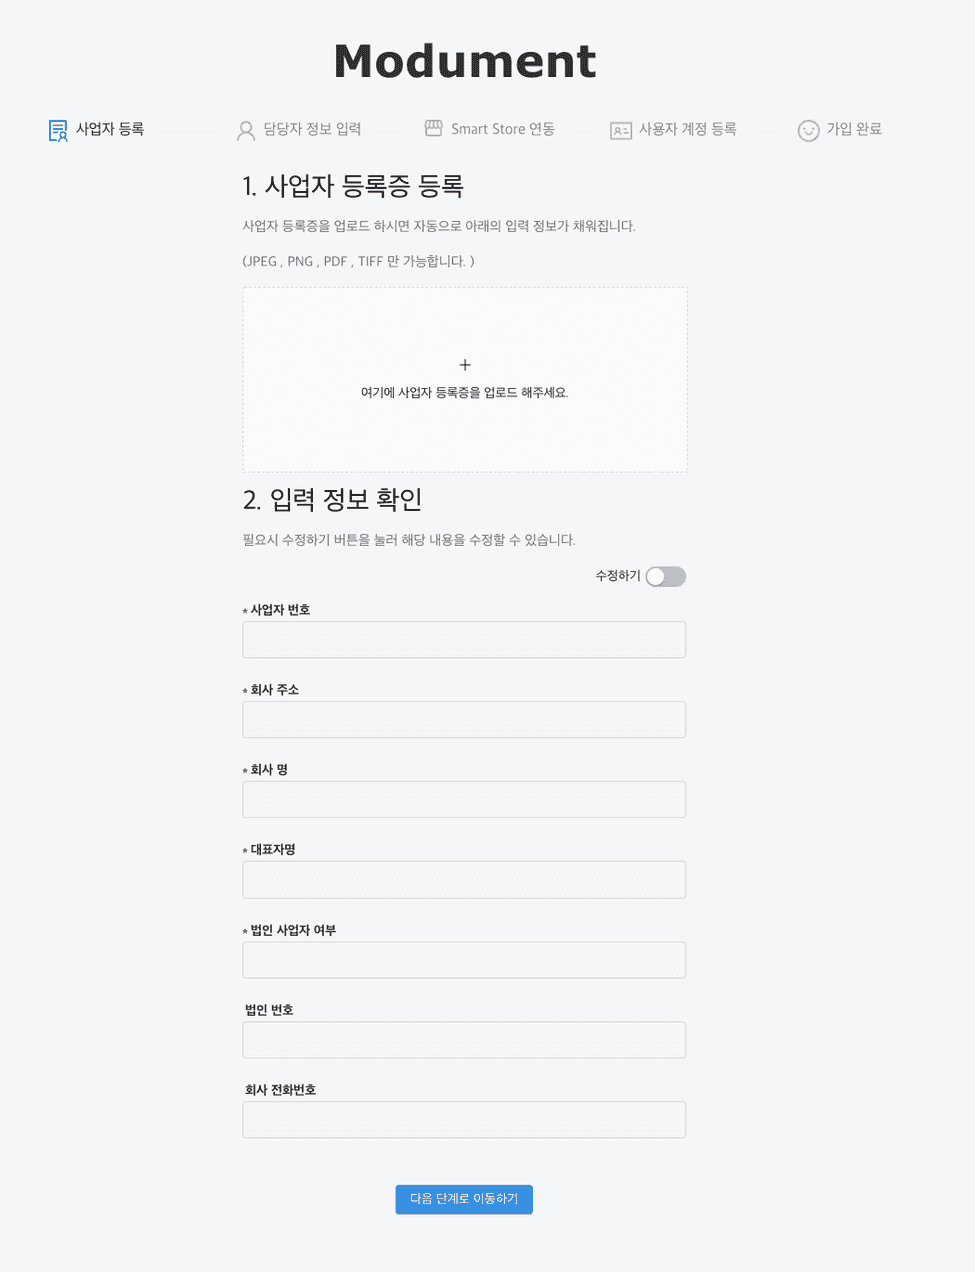 Modument
사업자 등록
담당자 정보 입력
Smart Store 연동
사용자 계정 등록
가입 완료
1. 사업자 등록증 등록
사업자 등록증을 업로드 하시면 자동으로 아래의 입력 정보가 채워집니다.
(JPEG , PNG , PDF , TIFF 만 가능합니다. )
+
여기에 사업자 등록증을 업로드 해주세요.
2. 입력 정보 확인
필요시 수정하기 버튼을 눌러 해당 내용을 수정할 수 있습니다.
수정하기
* 사업자 번호
* 회사 주소
* 회사 명
* 대표자명
* 법인 사업자 여부
법인 번호
회사 전화번호
다음 단계로 이동하기